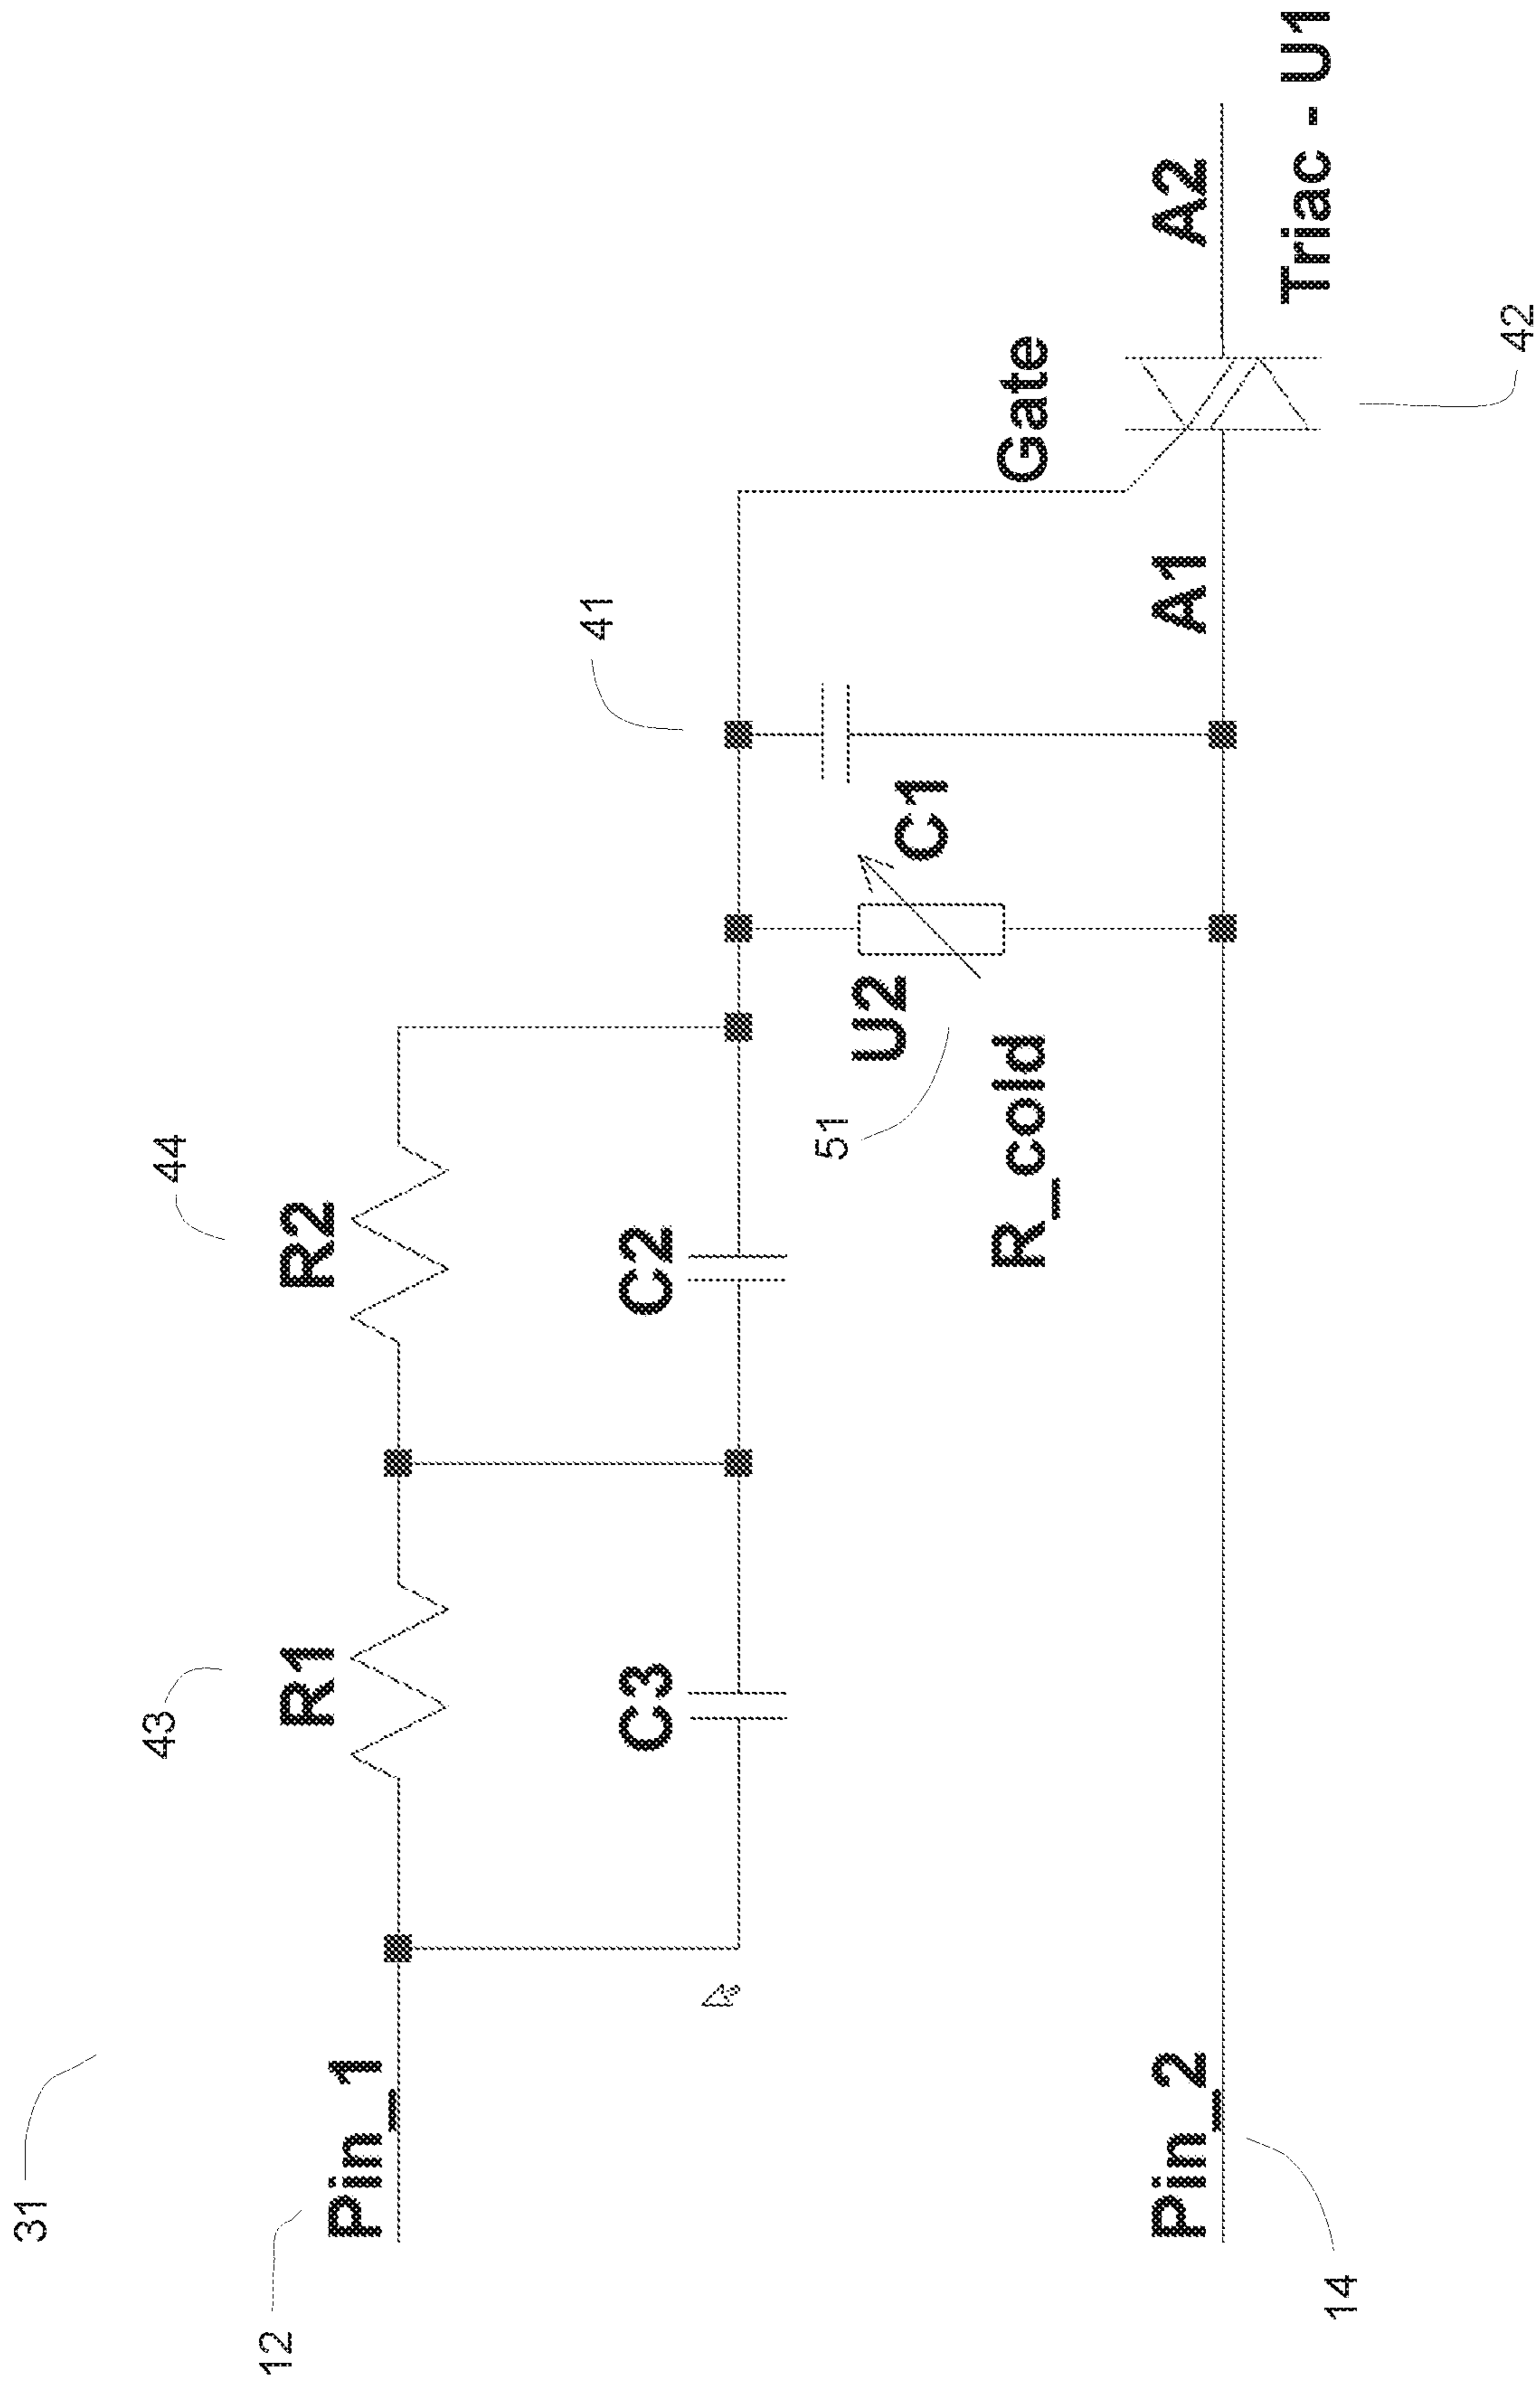 31
12
Pin_1
43
R1
44
R2
C3
C2
41
51
U2
R_cold
C1
Gate
Pin_2
14
A1
A2
Triac - U1
42